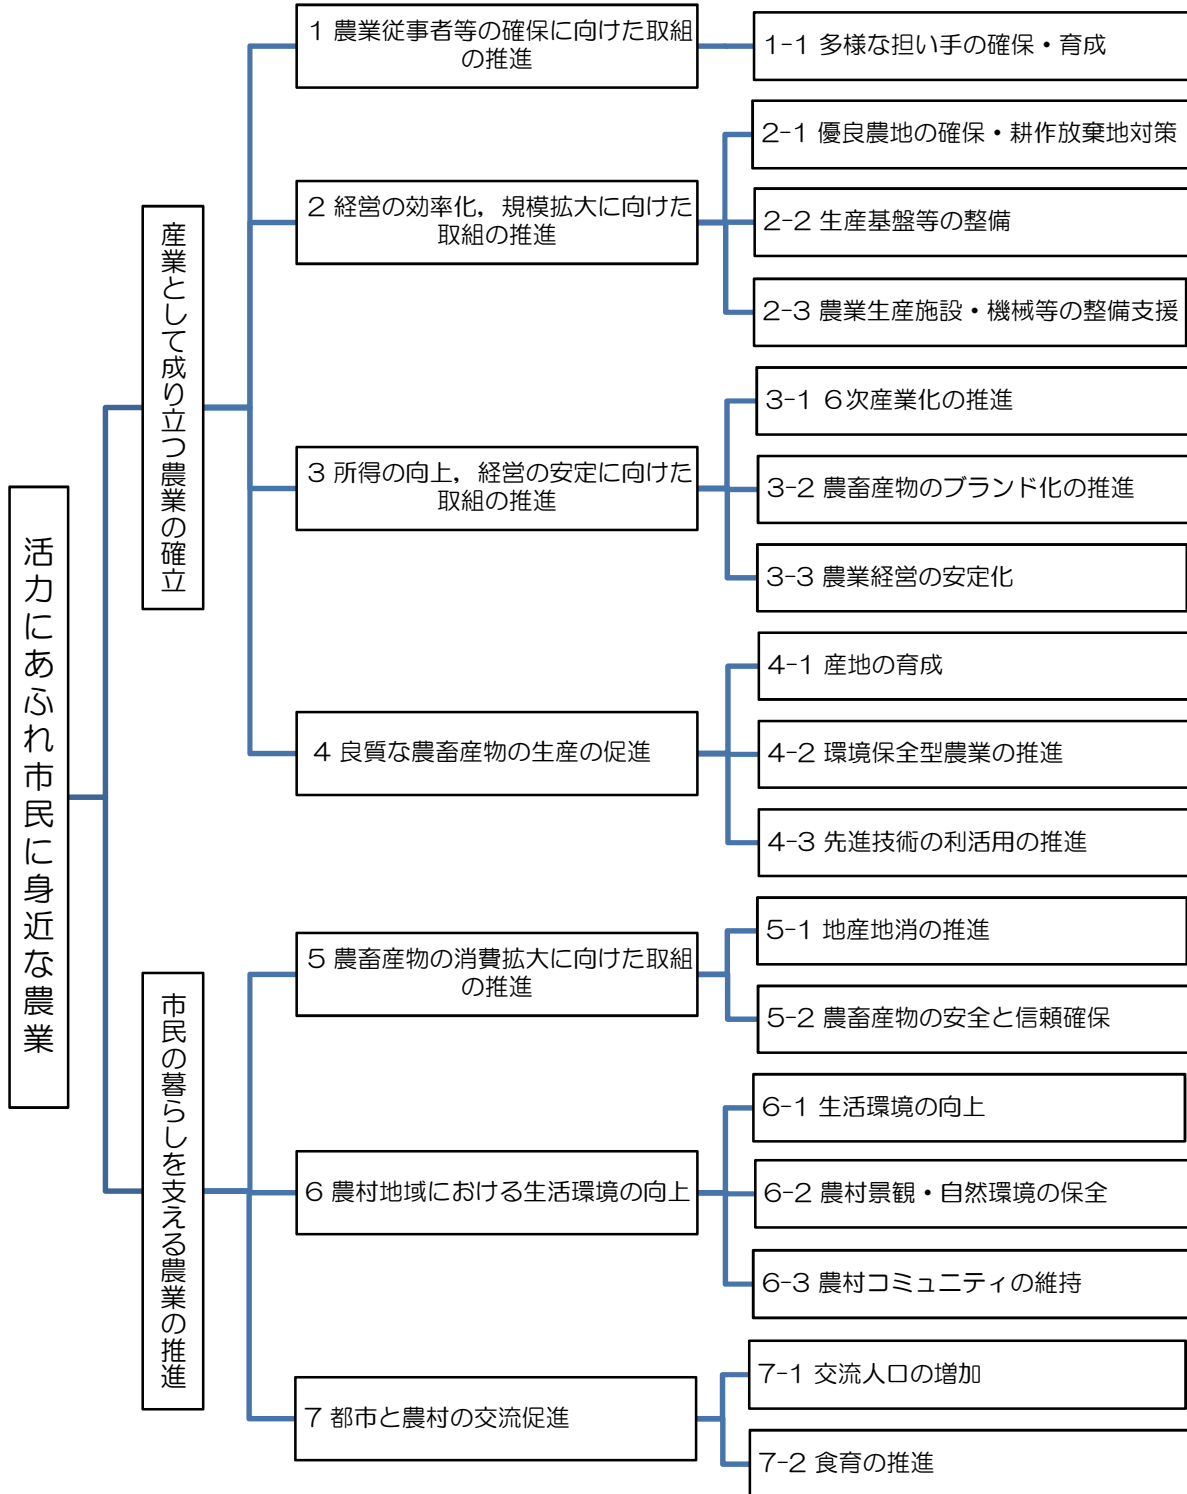 活力にあふれ市民に身近な農業
産業として成り立つ農業の確立
1 農業従事者等の確保に向けた取組
の推進
1-1 多様な担い手の確保・育成
2 経営の効率化，規模拡大に向けた
取組の推進
2-1 優良農地の確保・耕作放棄地対策
2-2 生産基盤等の整備
2-3 農業生産施設・機械等の整備支援
3 所得の向上，経営の安定に向けた
取組の推進
3-1 6次産業化の推進
3-2 農畜産物のブランド化の推進
3-3 農業経営の安定化
4 良質な農畜産物の生産の促進
4-1 産地の育成
4-2 環境保全型農業の推進
4-3 先進技術の利活用の推進
市民の暮らしを支える農業の推進
5 農畜産物の消費拡大に向けた取組
の推進
5-1 地産地消の推進
5-2 農畜産物の安全と信頼確保
6 農村地域における生活環境の向上
6-1 生活環境の向上
6-2 農村景観・自然環境の保全
6-3 農村コミュニティの維持
7 都市と農村の交流促進
7-1 交流人口の増加
7-2 食育の推進